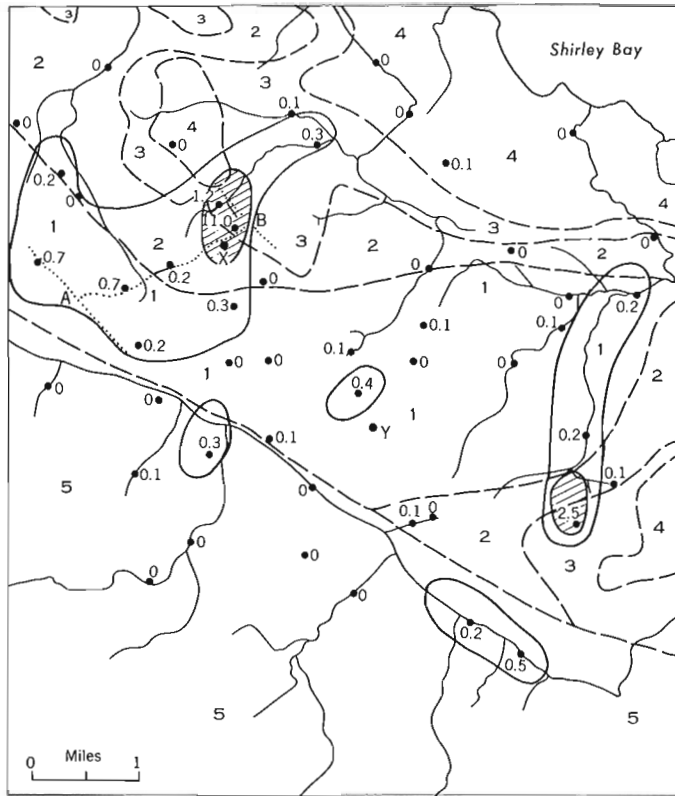 3 3 2 4
Shirley Bay
2 0 3 0
0 0.1 0 0
4 0.3
3 0 0.1 4
0.2 4
0 1. 
1 11.0 B 3
2 3 2 2 0
0.7 X 0
0.2 0 0 1
0.7 1 0
A 0.3 0.2
0.1 0.1
0.2 0.1 1
0 0 0 0 2
1
0 0.4
0 1
Y
0.3 0.1 0.2
0.1 0.1
5 0
0.1 0 2.5
0 2 4
0 3
0 0
0.2
0.5
5 5
Miles
0 1